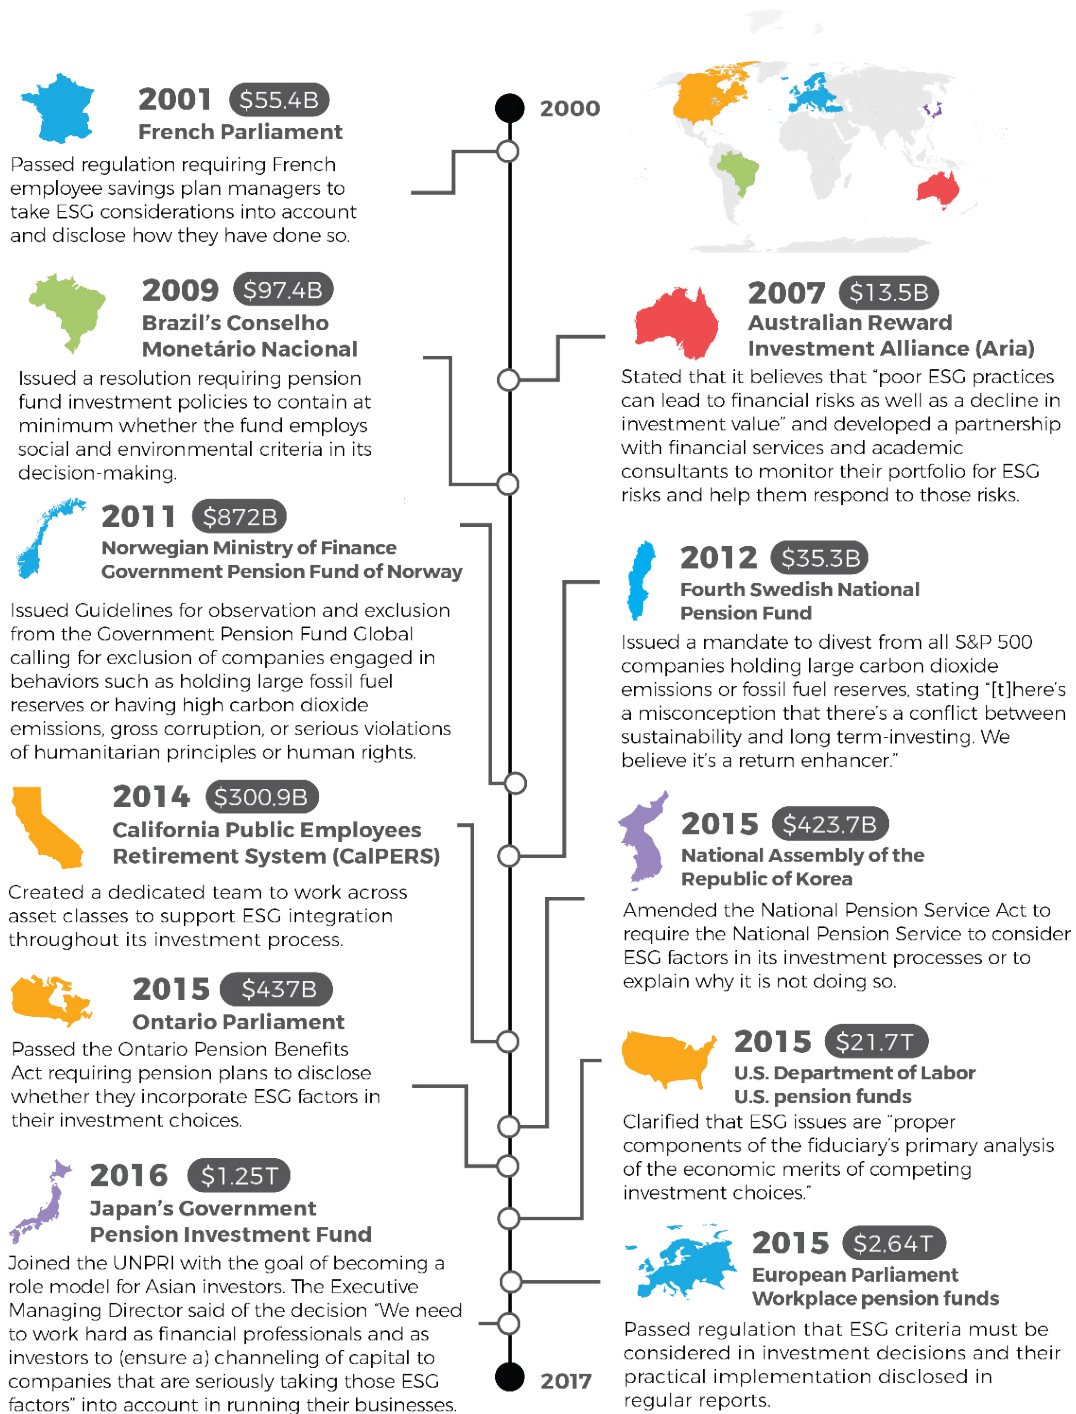 2000
2001 $55.4B
French Parliament
Passed regulation requiring French
employee savings plan managers to
take ESG considerations into account
and disclose how they have done so.
2009 $97.4B
Brazil's Conselho
Monetário Nacional
Issued a resolution requiring pension
fund investment policies to contain at
minimum whether the fund employs
social and environmental criteria in its
decision-making.
2007 $13.5B
Australian Reward
Investment Alliance (Aria)
Stated that it believes that “poor ESG practices
can lead to financial risks as well as a decline in
investment value” and developed a partnership
with financial services and academic
consultants to monitor their portfolio for ESG
risks and help them respond to those risks.
2011 $872B
Norwegian Ministry of Finance
Government Pension Fund of Norway
Issued Guidelines for observation and exclusion
from the Government Pension Fund Global
calling for exclusion of companies engaged in
behaviors such as holding large fossil fuel
reserves or having high carbon dioxide
emissions, gross corruption, or serious violations
of humanitarian principles or human rights.
2012 $35.3B
Fourth Swedish National
Pension Fund
Issued a mandate to divest from all S&P 500
companies holding large carbon dioxide
emissions or fossil fuel reserves, stating “[t]here's
a misconception that there's a conflict between
sustainability and long term-investing. We
believe it's a return enhancer.”
2014 $300.9B
California Public Employees
Retirement System (CalPERS)
Created a dedicated team to work across
asset classes to support ESG integration
throughout its investment process.
2015 $423.7B
National Assembly of the
Republic of Korea
Amended the National Pension Service Act to
require the National Pension Service to consider
ESG factors in its investment processes or to
explain why it is not doing so.
2015 $437B
Ontario Parliament
Passed the Ontario Pension Benefits
Act requiring pension plans to disclose
whether they incorporate ESG factors in
their investment choices.
2015 $21.7T
U.S. Department of Labor
U.S. pension funds
Clarified that ESG issues are “proper
components of the fiduciary's primary analysis
of the economic merits of competing
investment choices.”
2016 $1.25T
Japan's Government
Pension Investment Fund
Joined the UNPRI with the goal of becoming a
role model for Asian investors. The Executive
Managing Director said of the decision “We need
to work hard as financial professionals and as
investors to (ensure a) channeling of capital to
companies that are seriously taking those ESG
factors” into account in running their businesses.
2015 $2.64T
European Parliament
Workplace pension funds
Passed regulation that ESG criteria must be
considered in investment decisions and their
practical implementation disclosed in
regular reports.
2017